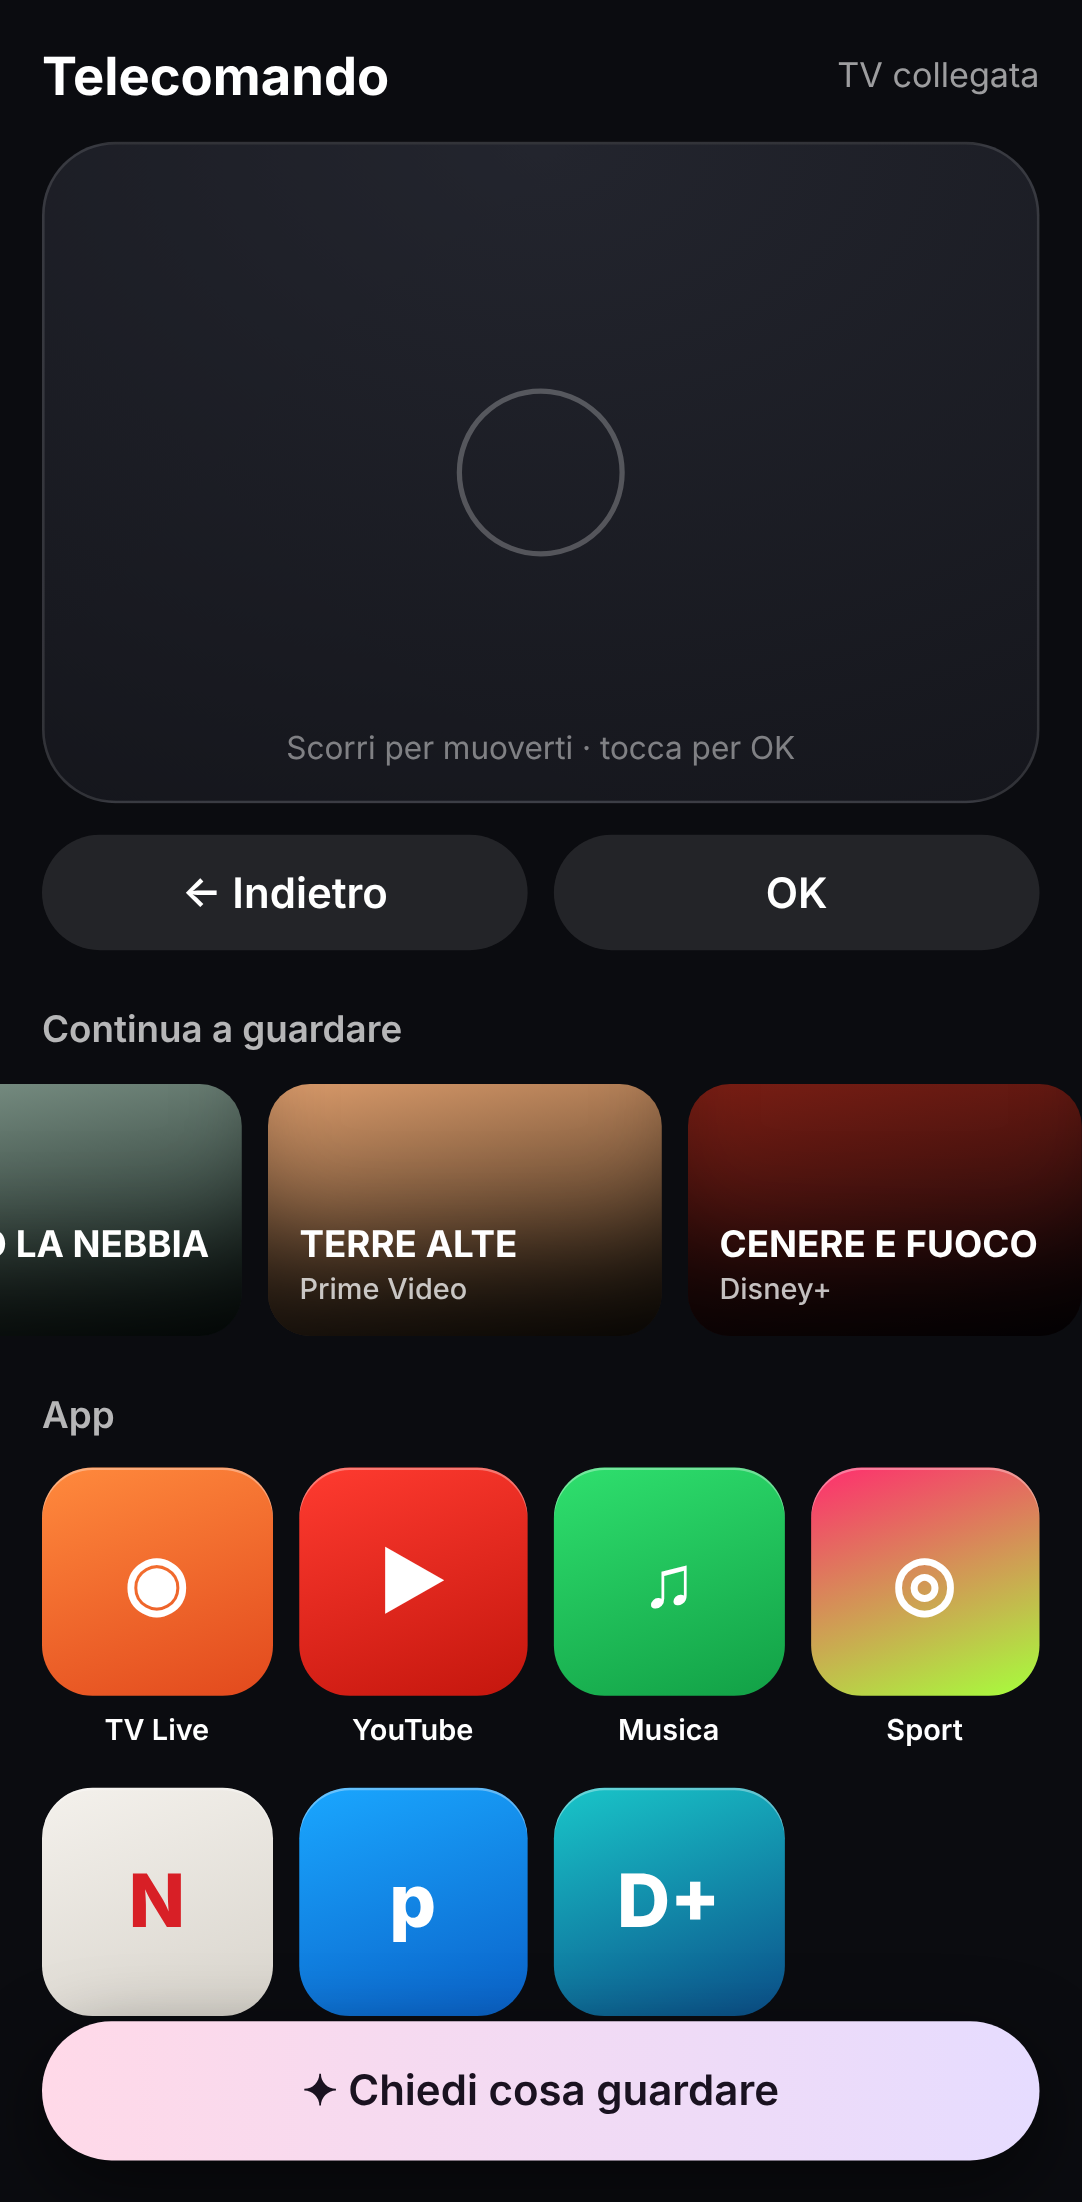 Telecomando
TV collegata
Scorri per muoverti · tocca per OK
← Indietro
OK
Continua a guardare
LA NEBBIA
TERRE ALTE
Prime Video
CENERE E FUOCO
Disney+
App
TV Live
YouTube
Musica
Sport
N
p
D+
✦ Chiedi cosa guardare